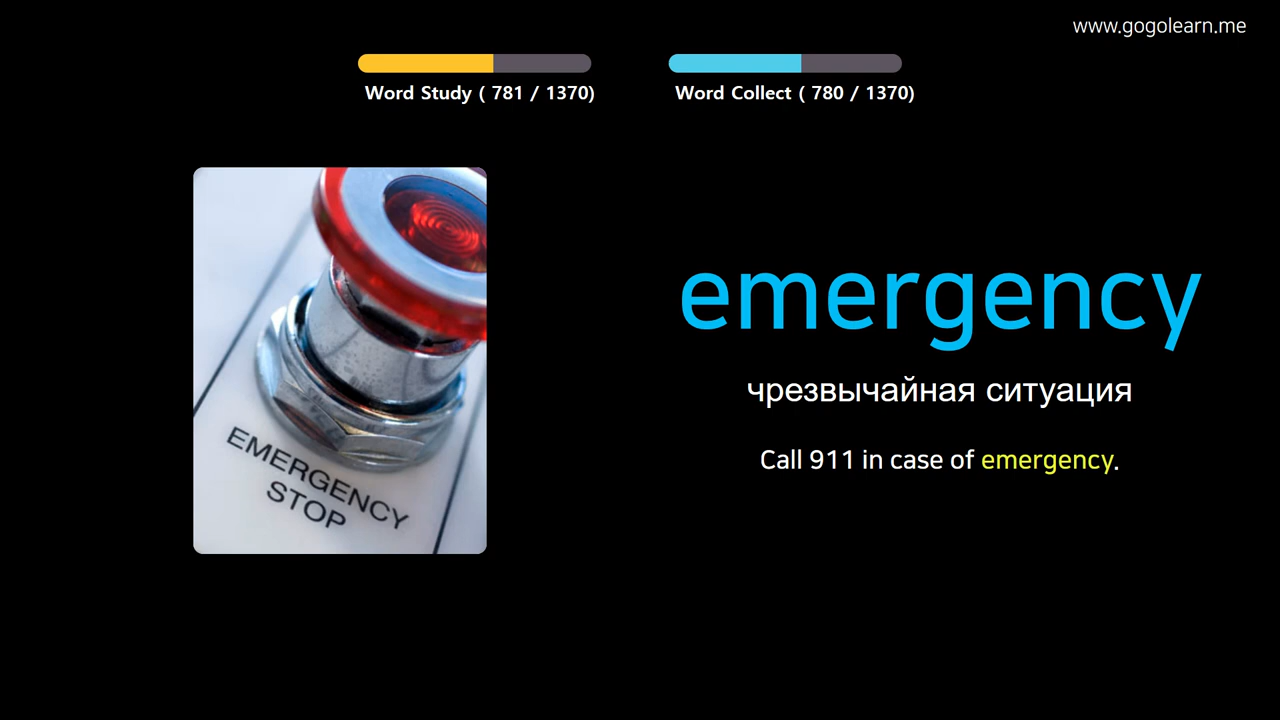 www.gogolearn.me
Word Study ( 781 / 1370)
Word Collect ( 780 / 1370)
EMERGENCY
STOP
emergency
чрезвычайная ситуация
Call 911 in case of emergency.